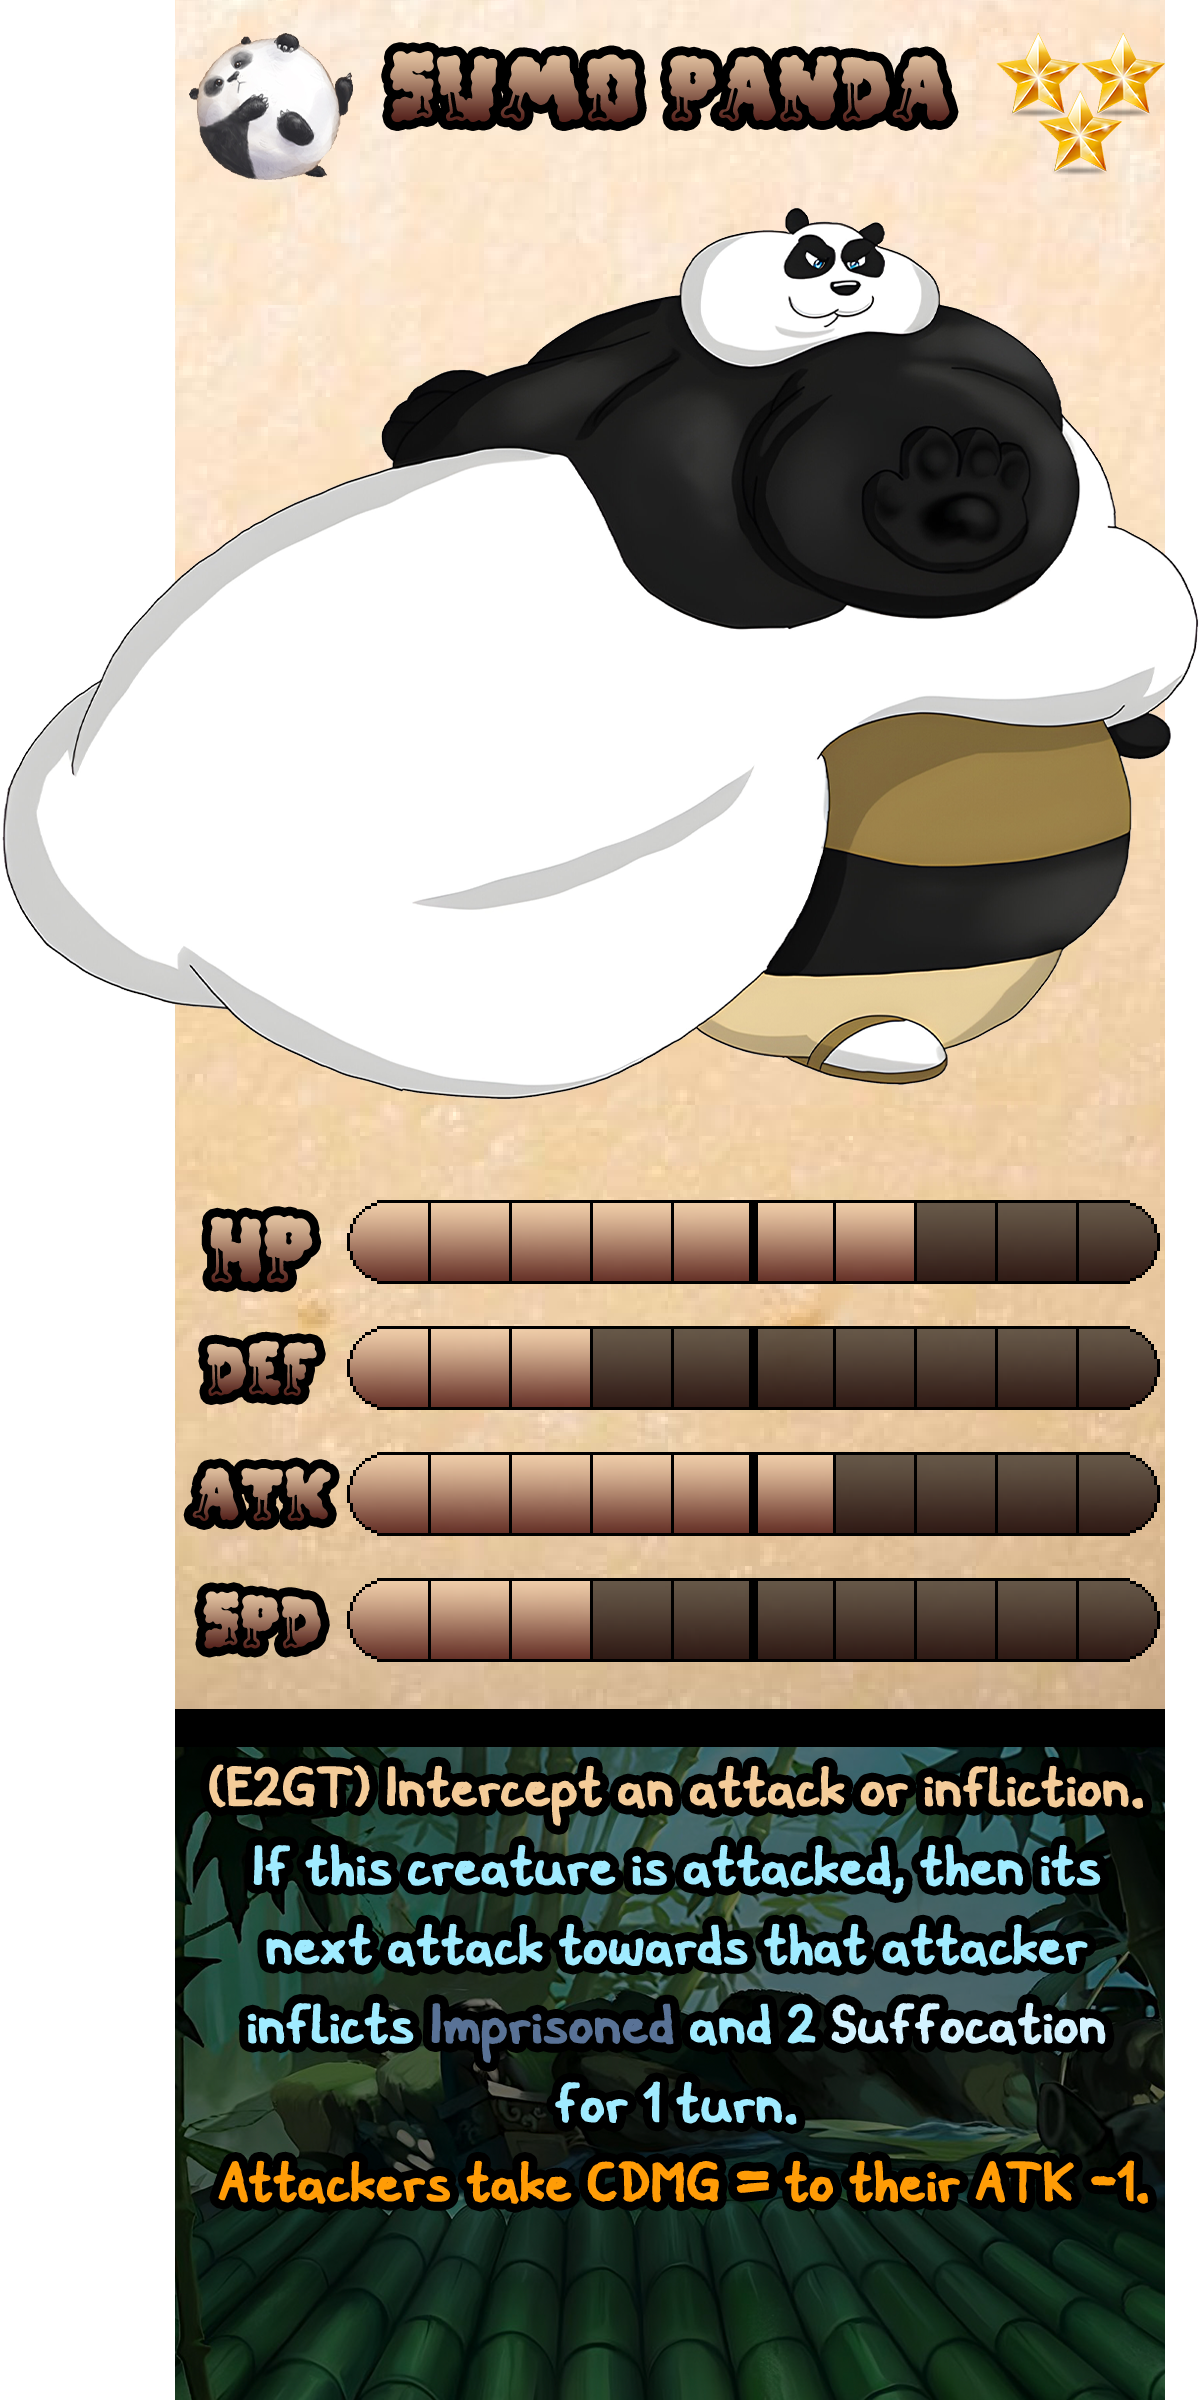 SUMO PANDA
HP
DEF
ATK
SPD
(E2GT) Intercept an attack or infliction.
If this creature is attacked, then its
next attack towards that attacker
inflicts Imprisoned and 2 Suffocation
for 1 turn.
Attackers take CDMG = to their ATK -1.